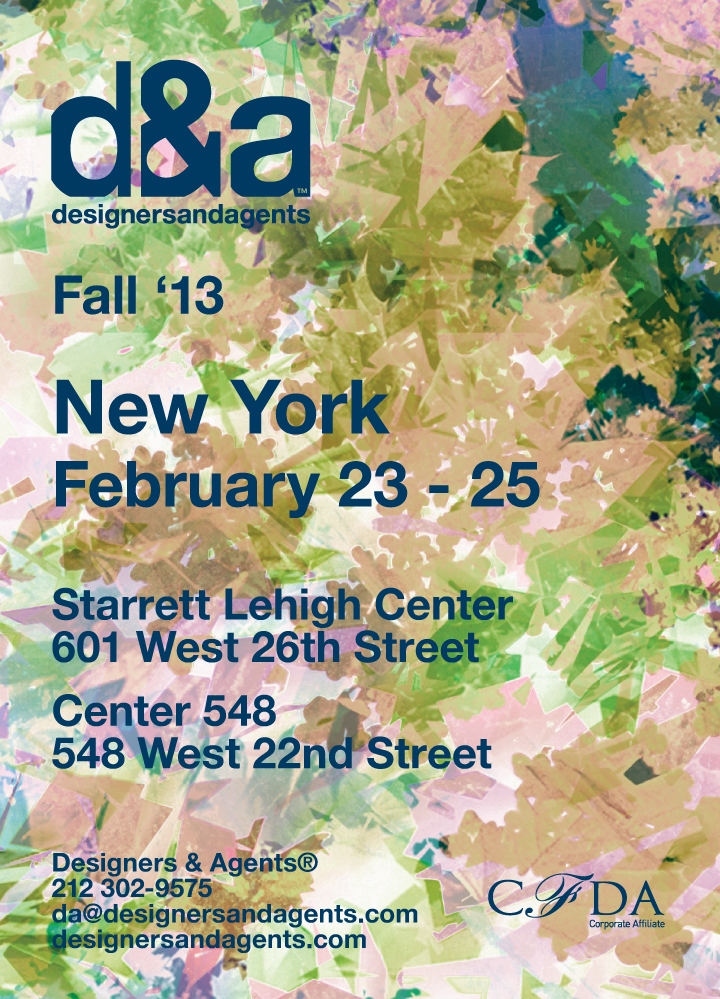 d&a™
designersandagents
Fall ‘13
New York
February 23 - 25
Starrett Lehigh Center
601 West 26th Street
Center 548
548 West 22nd Street
Designers & Agents®
212 302-9575
da@designersandagents.com
designersandagents.com
CFDA
Corporate Affiliate